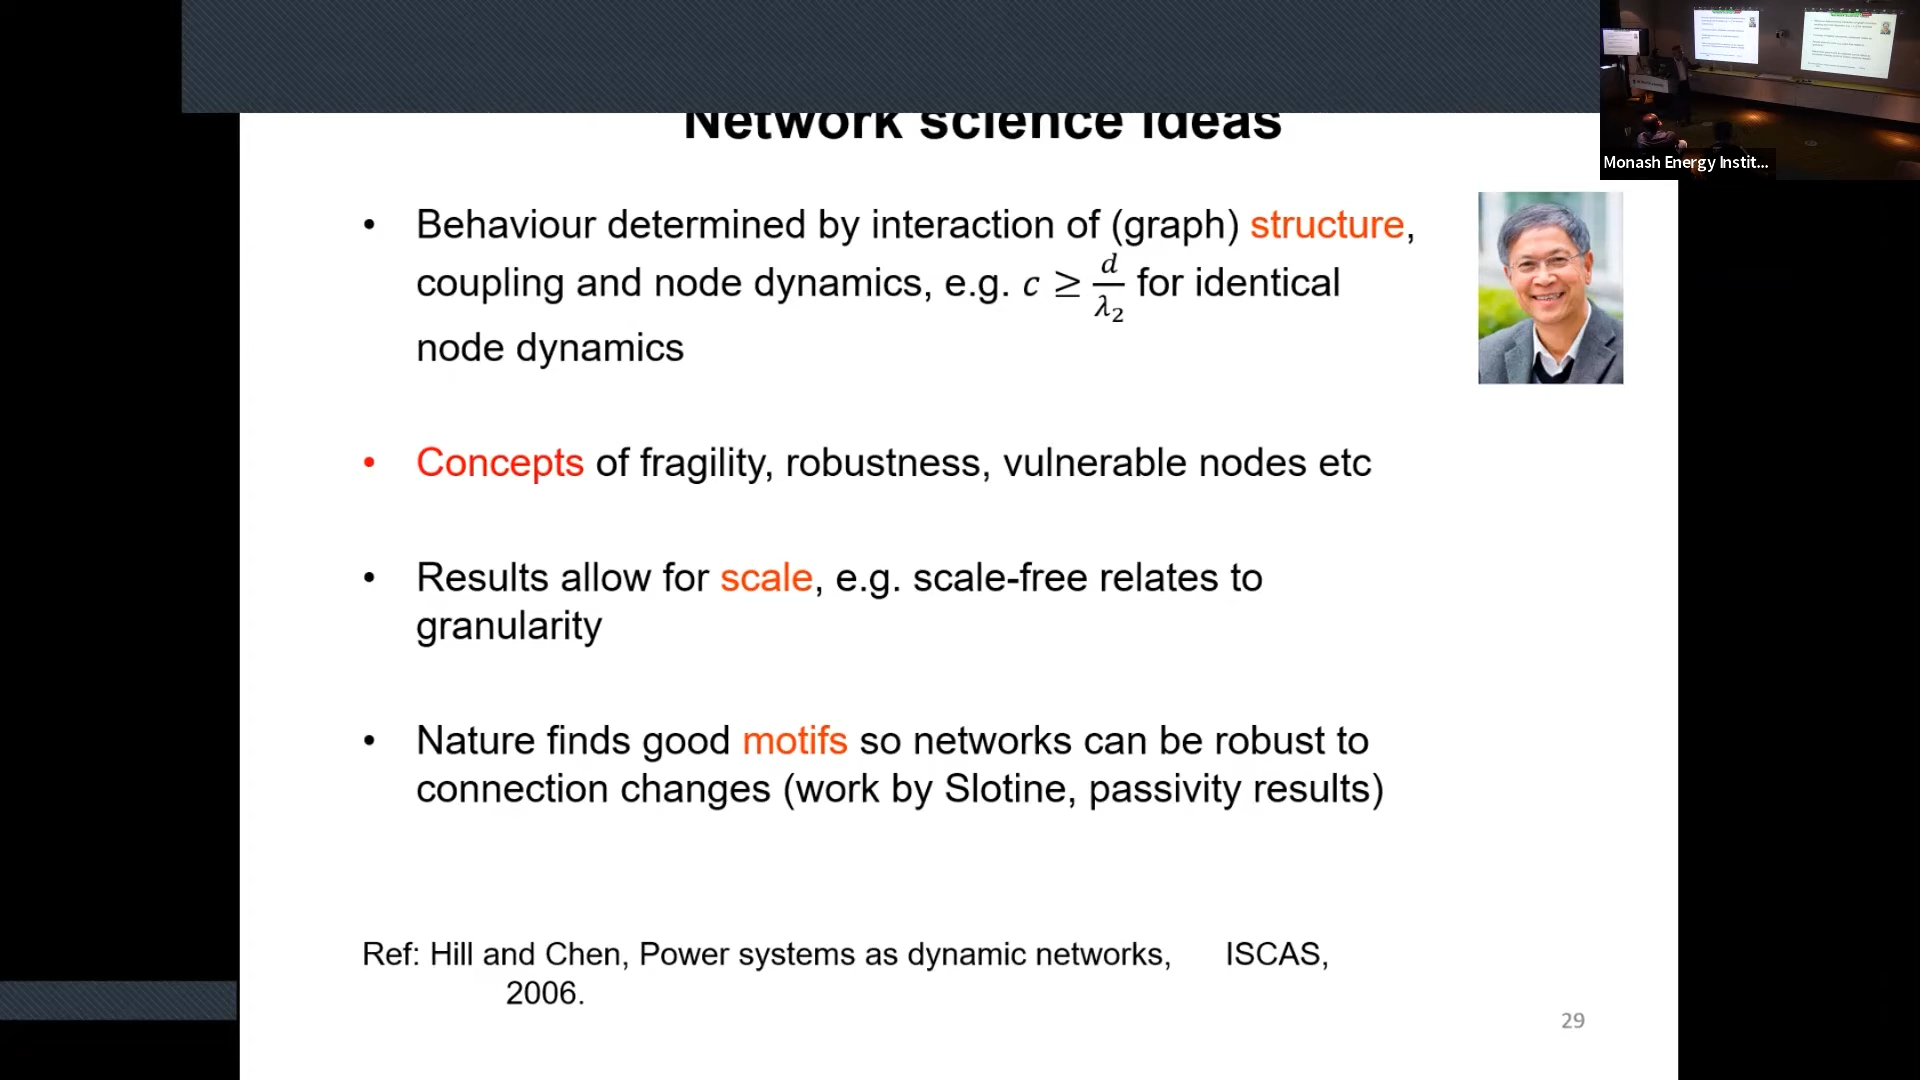 Monash Energy Instit...
Network science ideas
• Behaviour determined by interaction of (graph) structure,
coupling and node dynamics, e.g. c ≥ d/λ₂ for identical
node dynamics
• Concepts of fragility, robustness, vulnerable nodes etc
• Results allow for scale, e.g. scale-free relates to
granularity
• Nature finds good motifs so networks can be robust to
connection changes (work by Slotine, passivity results)
Ref: Hill and Chen, Power systems as dynamic networks, ISCAS,
2006.
29